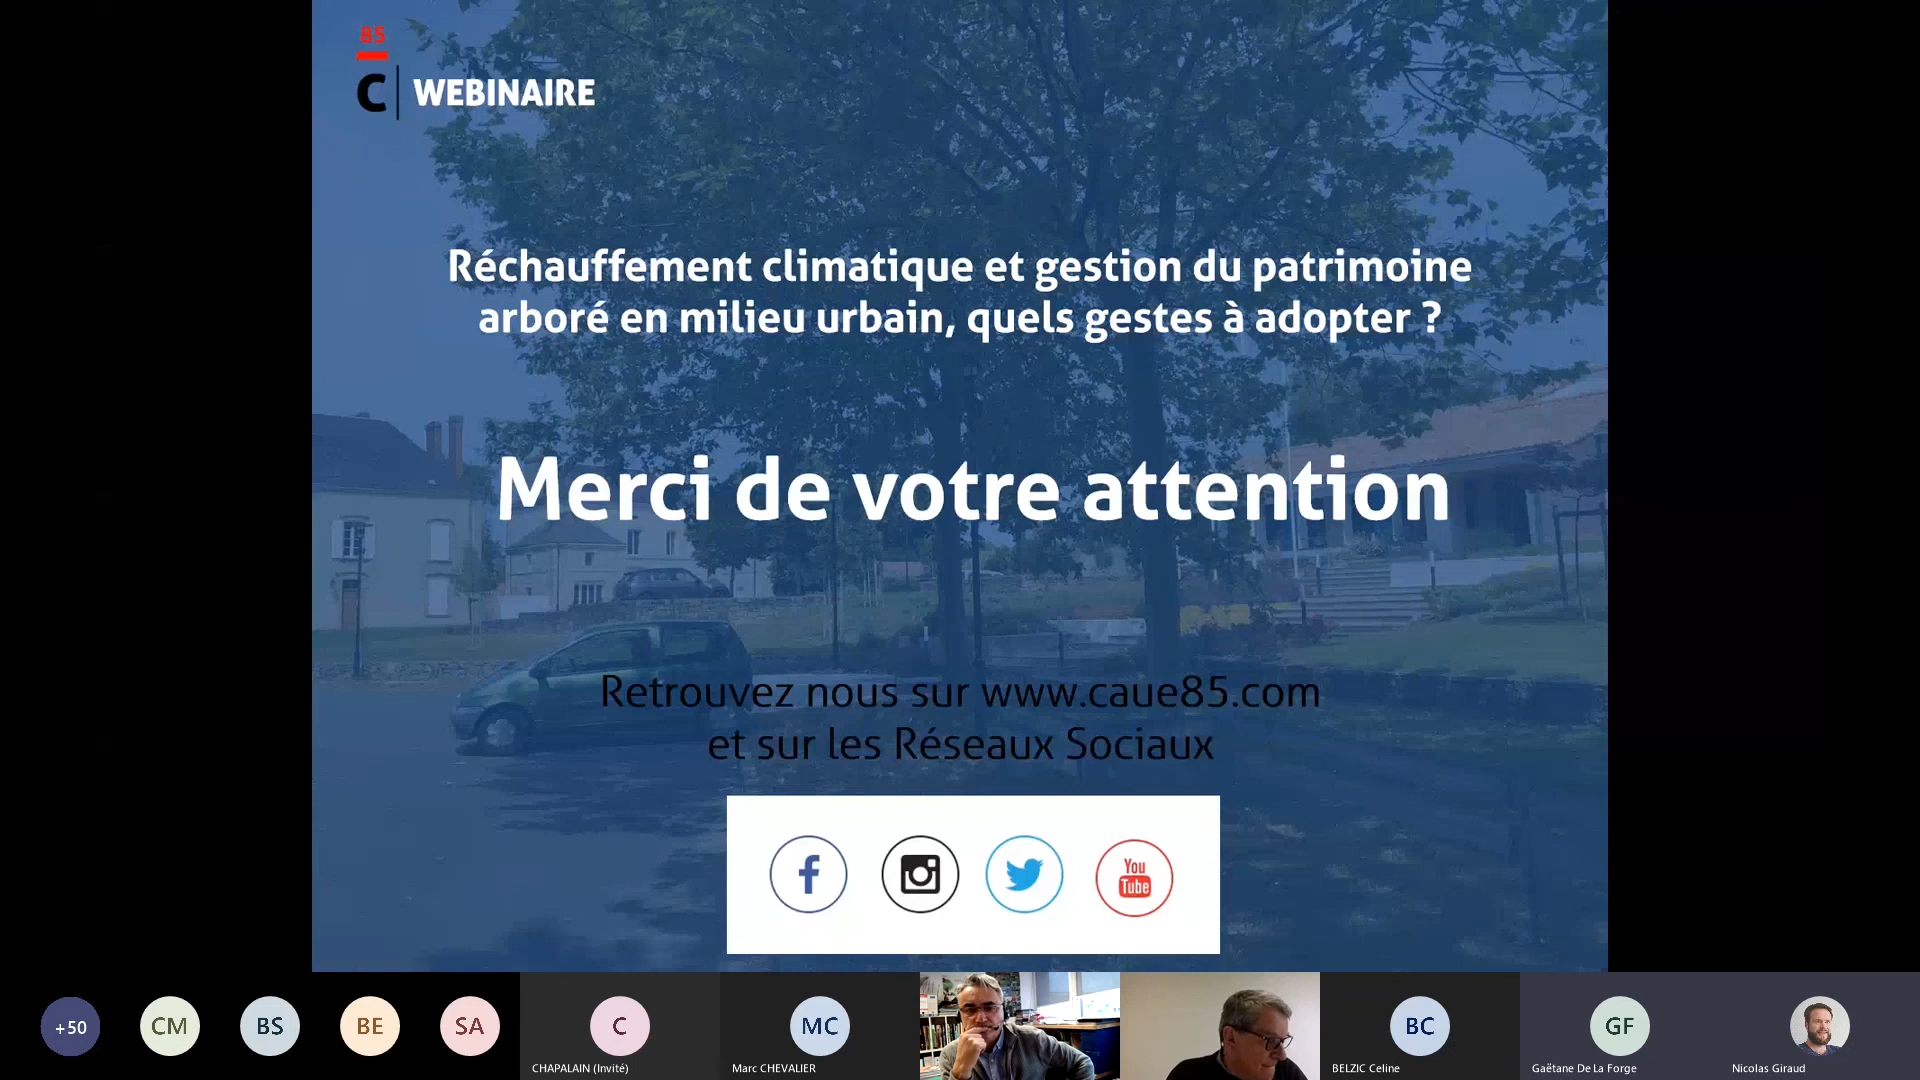 85
C WEBINAIRE
Réchauffement climatique et gestion du patrimoine
arboré en milieu urbain, quels gestes à adopter ?
Merci de votre attention
Retrouvez nous sur www.caue85.com
et sur les Réseaux Sociaux
f
You
Tube
+50
CM
BS
BE
SA
C
MC
BC
GF
CHAPALAIN (Invité)
Marc CHEVALIER
BELZIC Celine
Gaëtane De La Forge
Nicolas Giraud